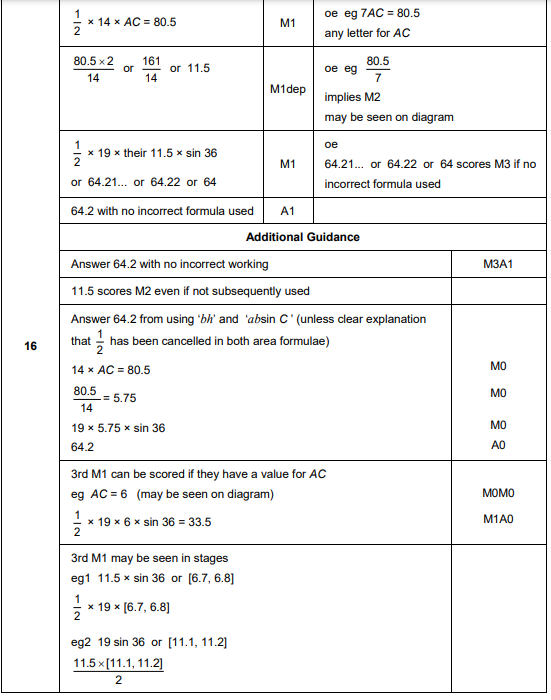 1/2 × 14 × AC = 80.5
M1
oe eg 7AC = 80.5
any letter for AC
80.5 × 2/14 or 161/14 or 11.5
M1dep
oe eg 80.5/7
implies M2
may be seen on diagram
1/2 × 19 × their 11.5 × sin 36
or 64.21... or 64.22 or 64
M1
oe
64.21... or 64.22 or 64 scores M3 if no
incorrect formula used
64.2 with no incorrect formula used
A1
Additional Guidance
Answer 64.2 with no incorrect working
M3A1
11.5 scores M2 even if not subsequently used
16
Answer 64.2 from using ‘bh’ and ‘absin C’ (unless clear explanation
that 1/2 has been cancelled in both area formulae)
14 × AC = 80.5
M0
80.5/14 = 5.75
M0
19 × 5.75 × sin 36
M0
64.2
A0
3rd M1 can be scored if they have a value for AC
eg AC = 6 (may be seen on diagram)
M0M0
1/2 × 19 × 6 × sin 36 = 33.5
M1A0
3rd M1 may be seen in stages
eg1 11.5 × sin 36 or [6.7, 6.8]
1/2 × 19 × [6.7, 6.8]
eg2 19 sin 36 or [11.1, 11.2]
11.5 × [11.1, 11.2]/2